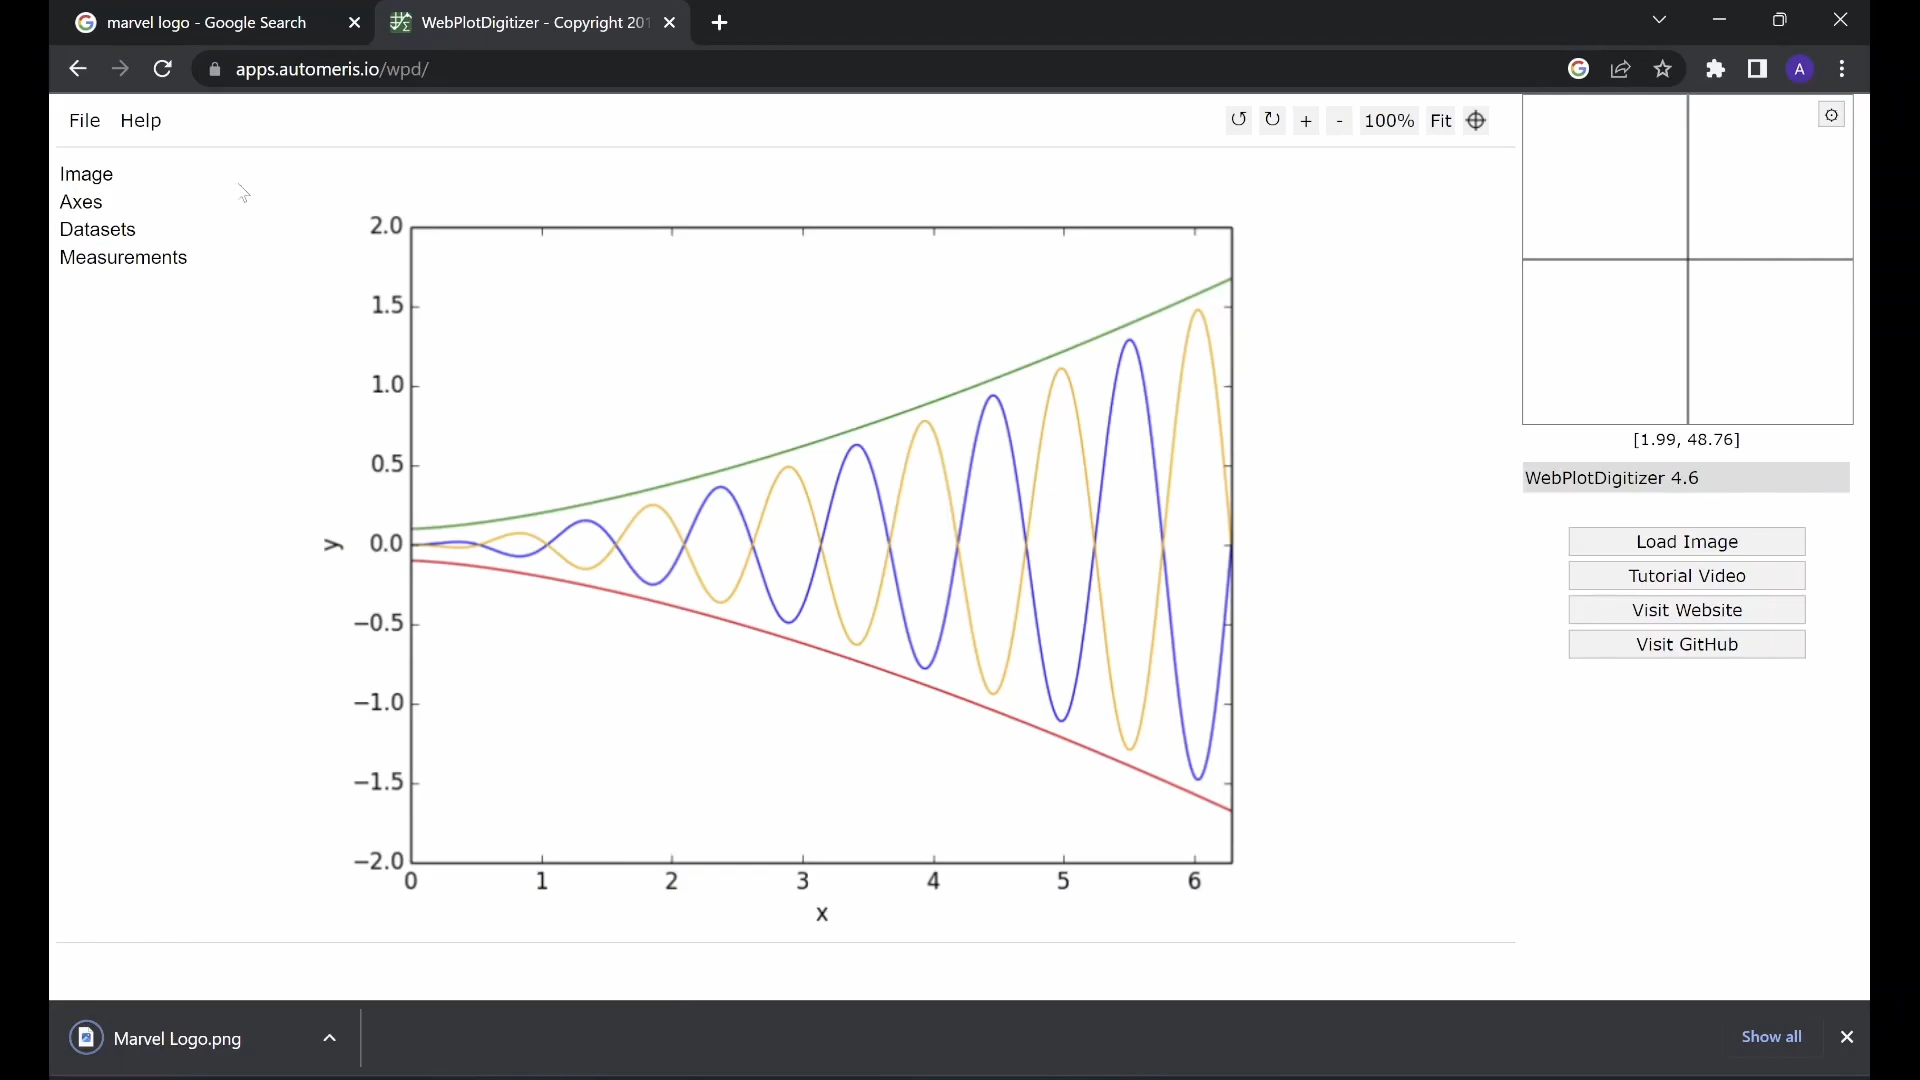 marvel logo - Google Search
WebPlotDigitizer - Copyright 201
apps.automeris.io/wpd/
A
File Help
+ - 100% Fit
Image
Axes
Datasets
Measurements
2.0
1.5
1.0
0.5
0.0
−0.5
−1.0
−1.5
−2.0
y
0 1 2 3 4 5 6
x
[1.99, 48.76]
WebPlotDigitizer 4.6
Load Image
Tutorial Video
Visit Website
Visit GitHub
Marvel Logo.png
Show all